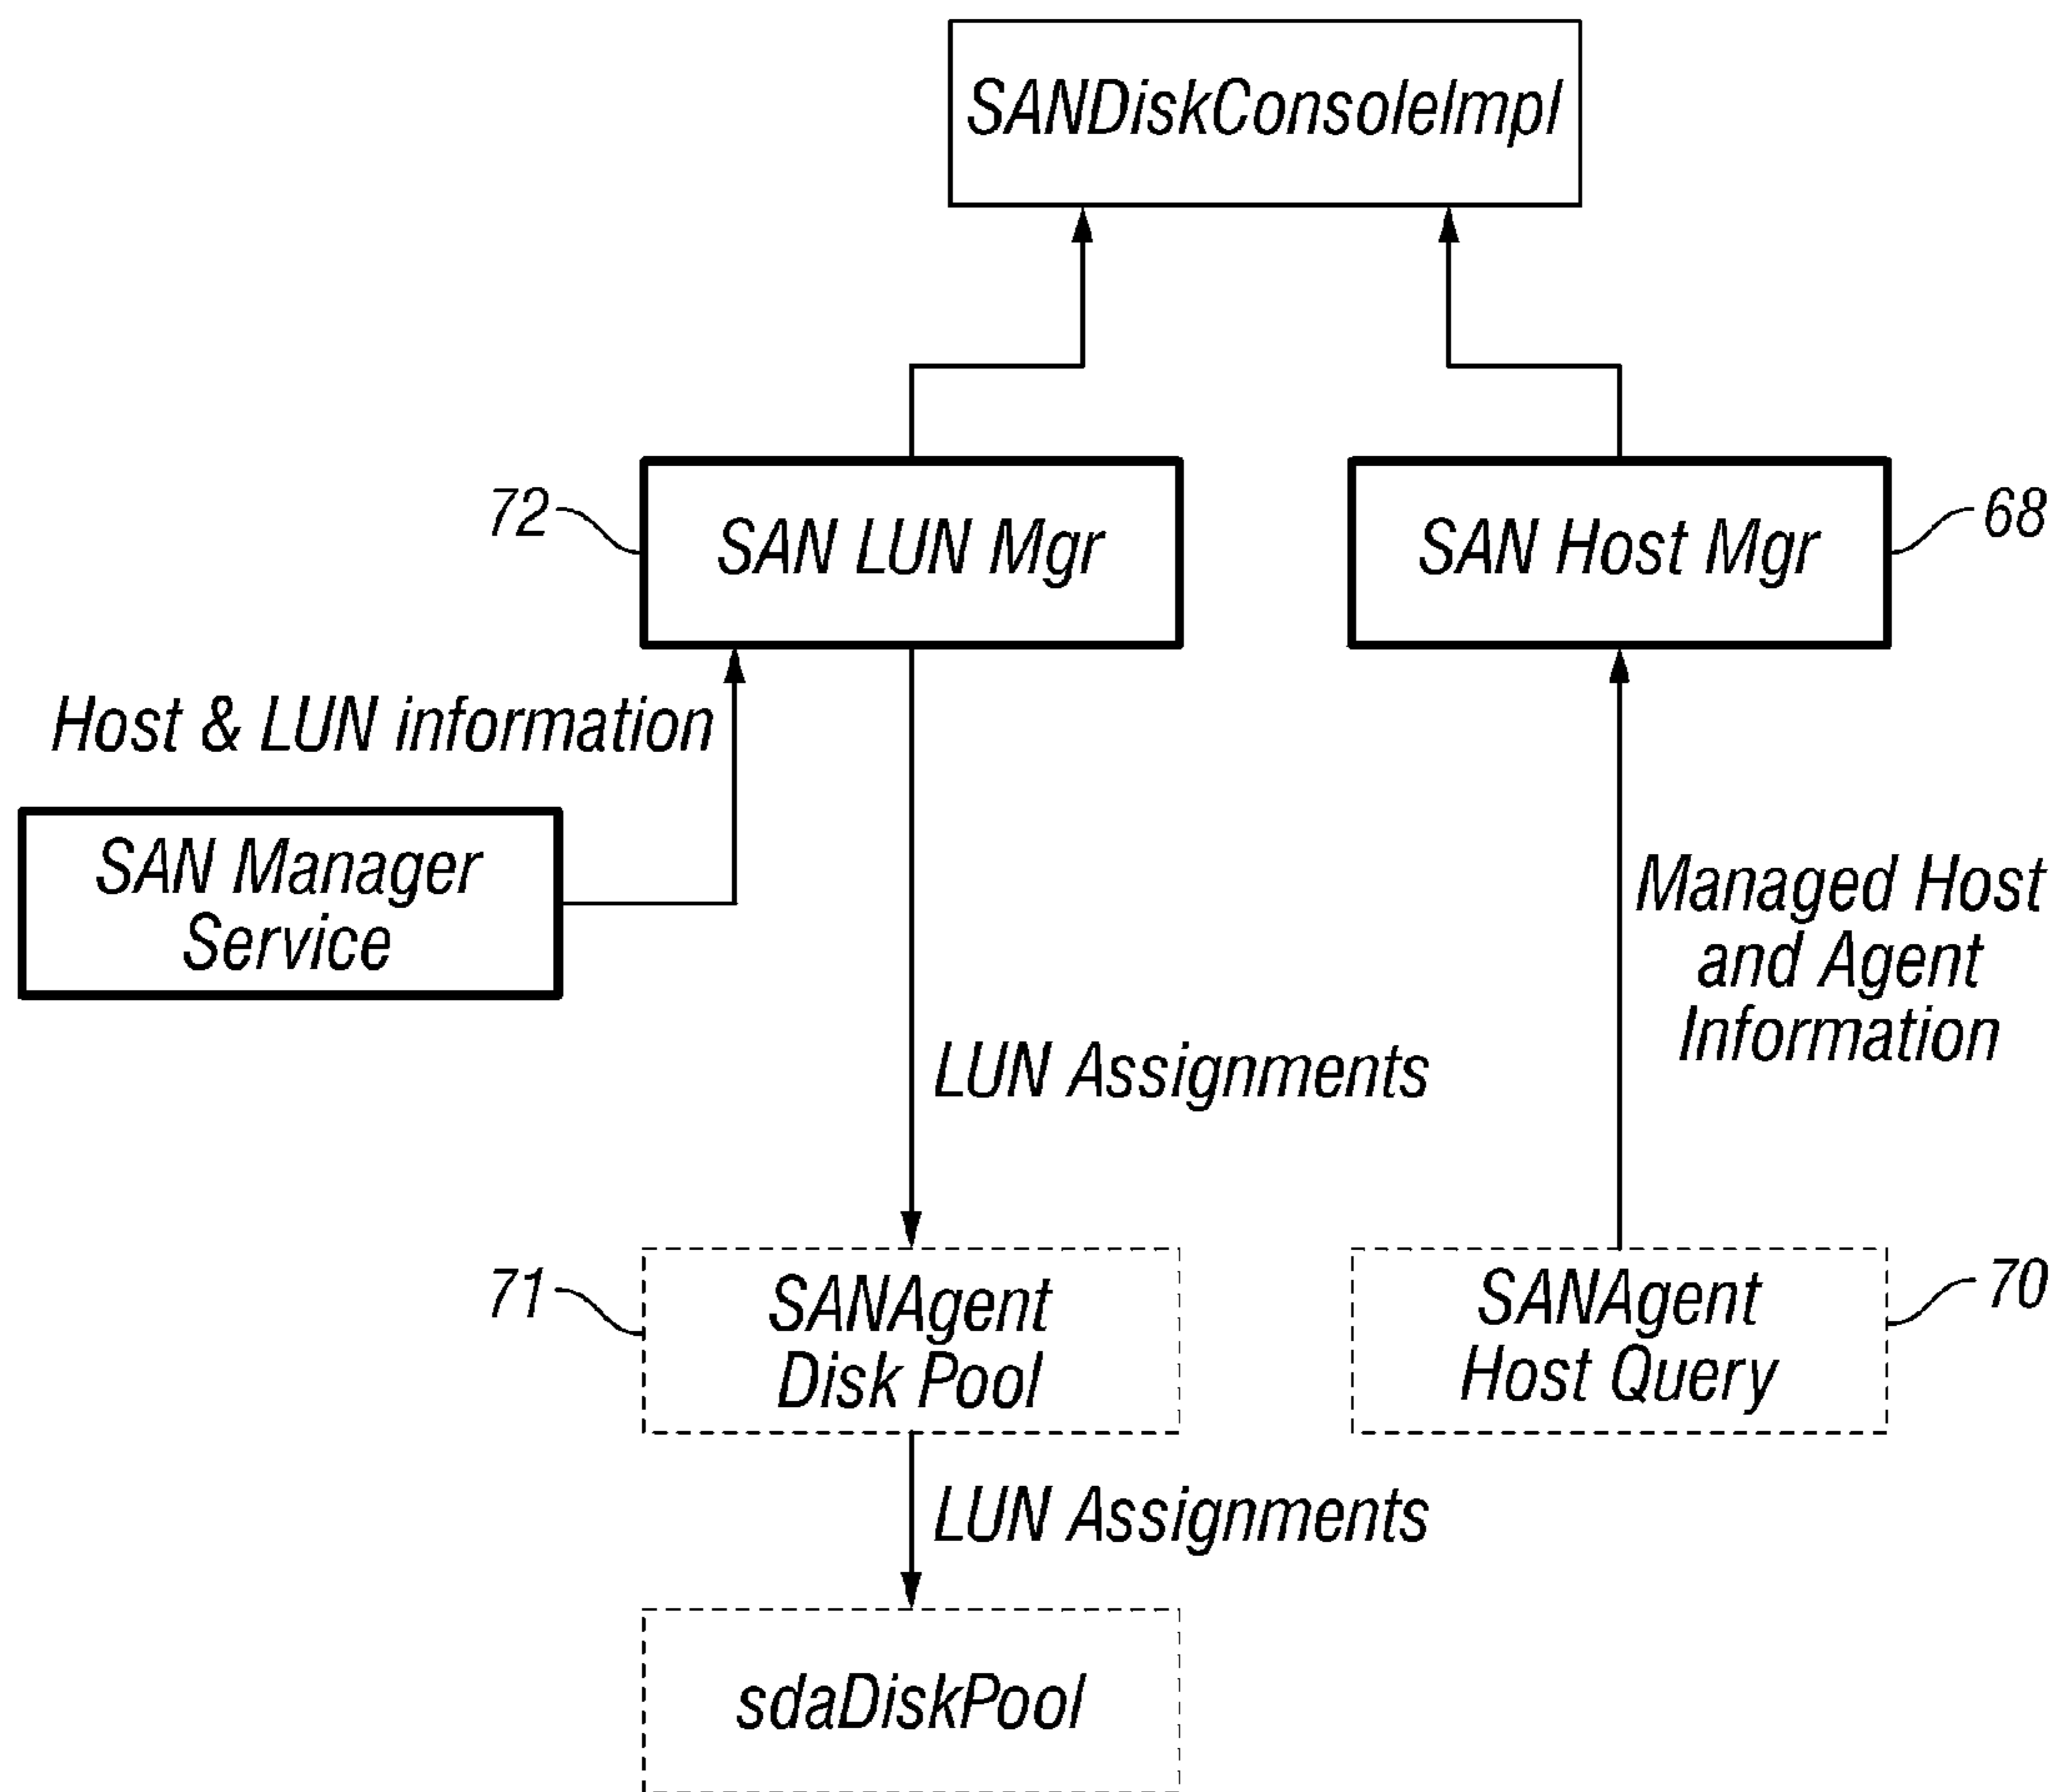 SANDiskConsoleImpl
72
SAN LUN Mgr
SAN Host Mgr
68
Host & LUN information
SAN Manager
Service
Managed Host
and Agent
Information
LUN Assignments
71
SANAgent
Disk Pool
SANAgent
Host Query
70
LUN Assignments
sdaDiskPool